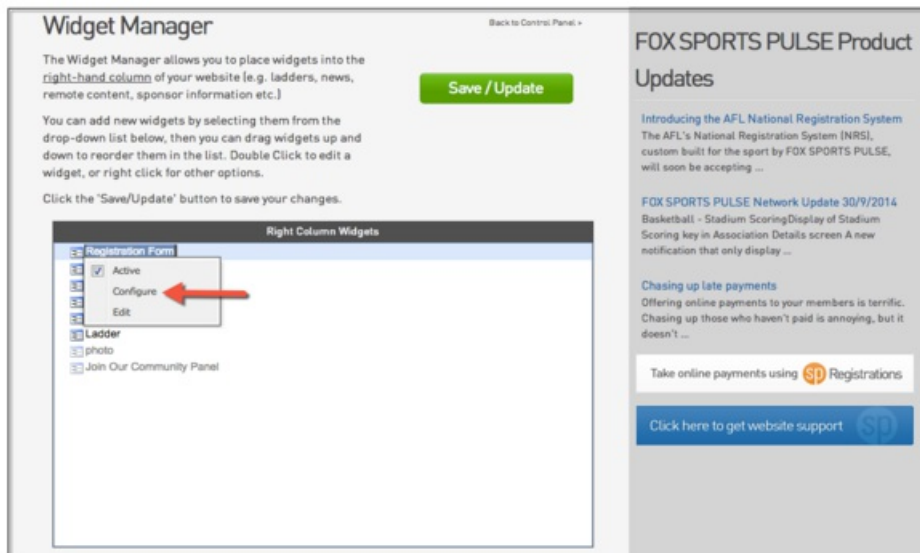 Widget Manager
Back to Control Panel »
The Widget Manager allows you to place widgets into the
right-hand column of your website (e.g. ladders, news,
remote content, sponsor information etc.)
Save / Update
You can add new widgets by selecting them from the
drop-down list below, then you can drag widgets up and
down to reorder them in the list. Double Click to edit a
widget, or right click for other options.
Click the 'Save/Update' button to save your changes.
Right Column Widgets
Registration Form
Active
Configure
Edit
Ladder
photo
Join Our Community Panel
FOX SPORTS PULSE Product
Updates
Introducing the AFL National Registration System
The AFL's National Registration System (NRS),
custom built for the sport by FOX SPORTS PULSE,
will soon be accepting ...
FOX SPORTS PULSE Network Update 30/9/2014
Basketball - Stadium ScoringDisplay of Stadium
Scoring key in Association Details screen A new
notification that only display ...
Chasing up late payments
Offering online payments to your members is terrific.
Chasing up those who haven't paid is annoying, but it
doesn't ...
Take online payments using sp Registrations
Click here to get website support sp